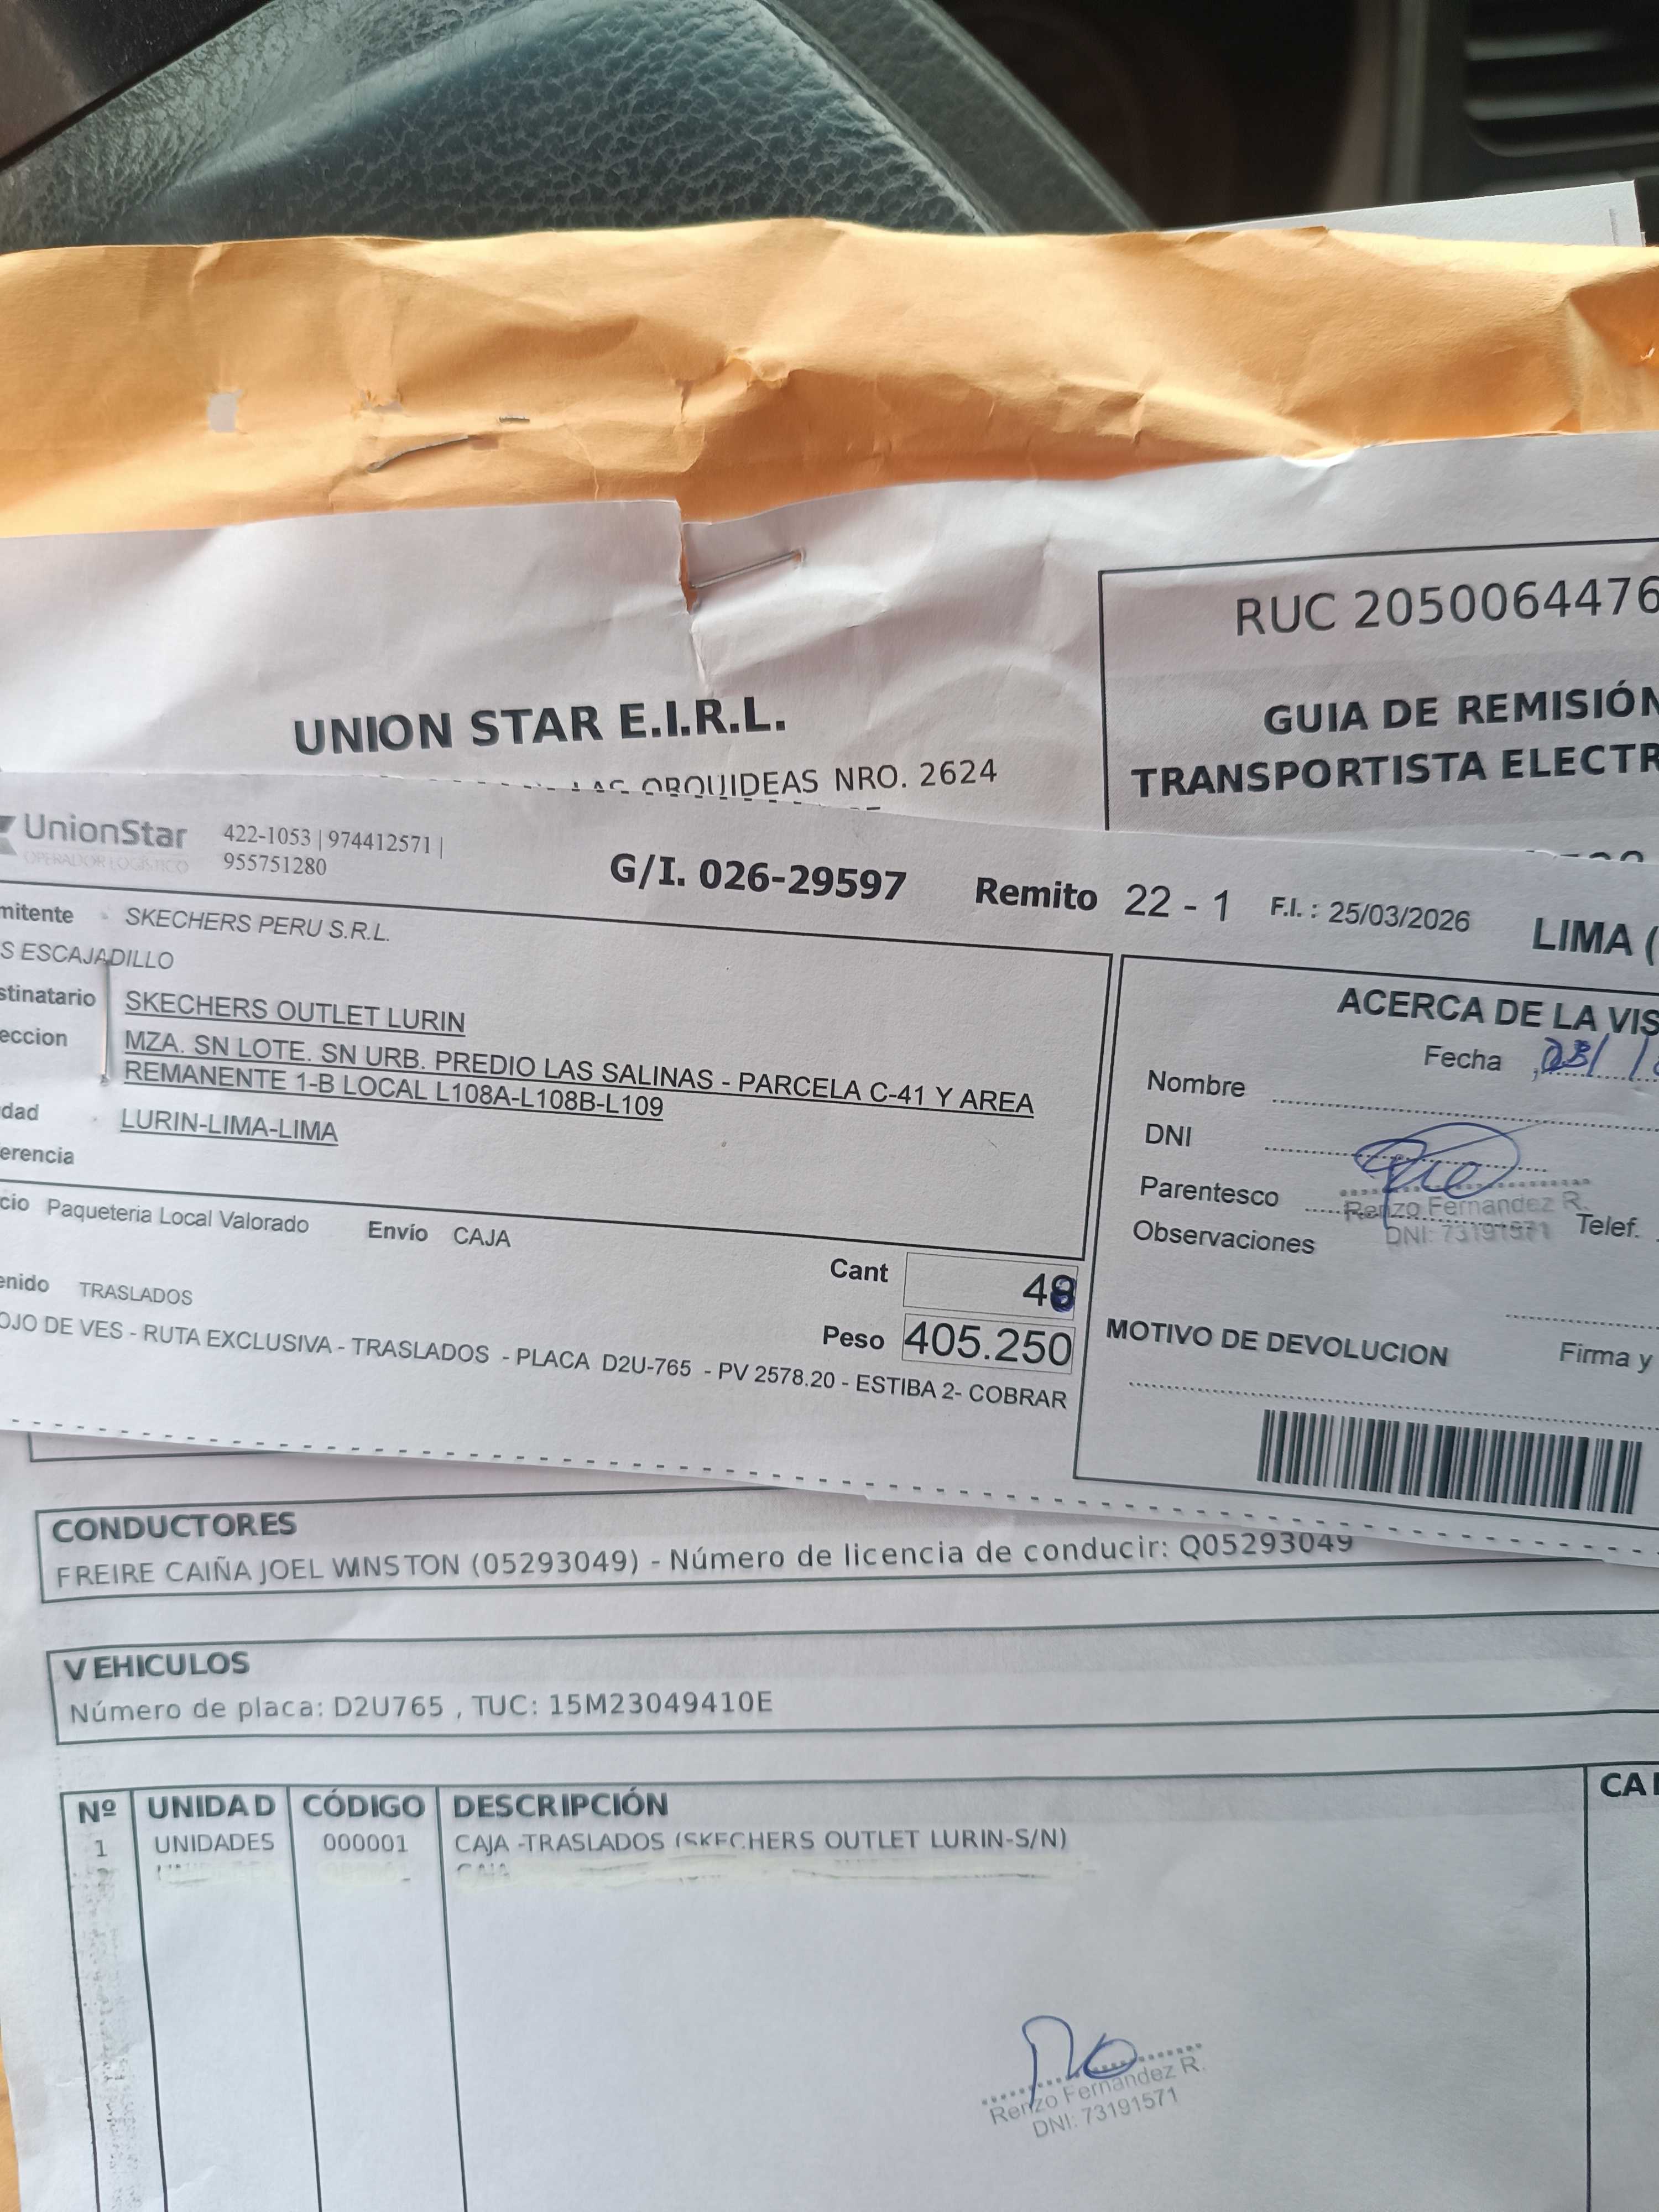 RUC 2050064476
GUIA DE REMISIÓN
TRANSPORTISTA ELECTR
UNION STAR E.I.R.L.
LAS ORQUIDEAS NRO. 2624
UnionStar
OPERADOR LOGÍSTICO
422-1053 | 974412571 |
955751280
G/I. 026-29597
Remito 22 - 1
F.I. : 25/03/2026
LIMA (
mitente SKECHERS PERU S.R.L.
S ESCAJADILLO
stinatario SKECHERS OUTLET LURIN
eccion MZA. SN LOTE. SN URB. PREDIO LAS SALINAS - PARCELA C-41 Y AREA
REMANENTE 1-B LOCAL L108A-L108B-L109
dad LURIN-LIMA-LIMA
erencia
cio Paqueteria Local Valorado Envío CAJA
Cant
enido TRASLADOS
Peso 405.250
OJO DE VES - RUTA EXCLUSIVA - TRASLADOS - PLACA D2U-765 - PV 2578.20 - ESTIBA 2- COBRAR
ACERCA DE LA VIS
Fecha
Nombre
DNI
Parentesco
Renzo Fernandez R.
DNI: 73191571
Telef.
Observaciones
MOTIVO DE DEVOLUCION
Firma y
CONDUCTORES
FREIRE CAIÑA JOEL WINSTON (05293049) - Número de licencia de conducir: Q05293049
VEHICULOS
Número de placa: D2U765 , TUC: 15M23049410E
Nº UNIDAD CÓDIGO DESCRIPCIÓN CA
1 UNIDADES 000001 CAJA -TRASLADOS (SKECHERS OUTLET LURIN-S/N)
Renzo Fernandez R.
DNI: 73191571